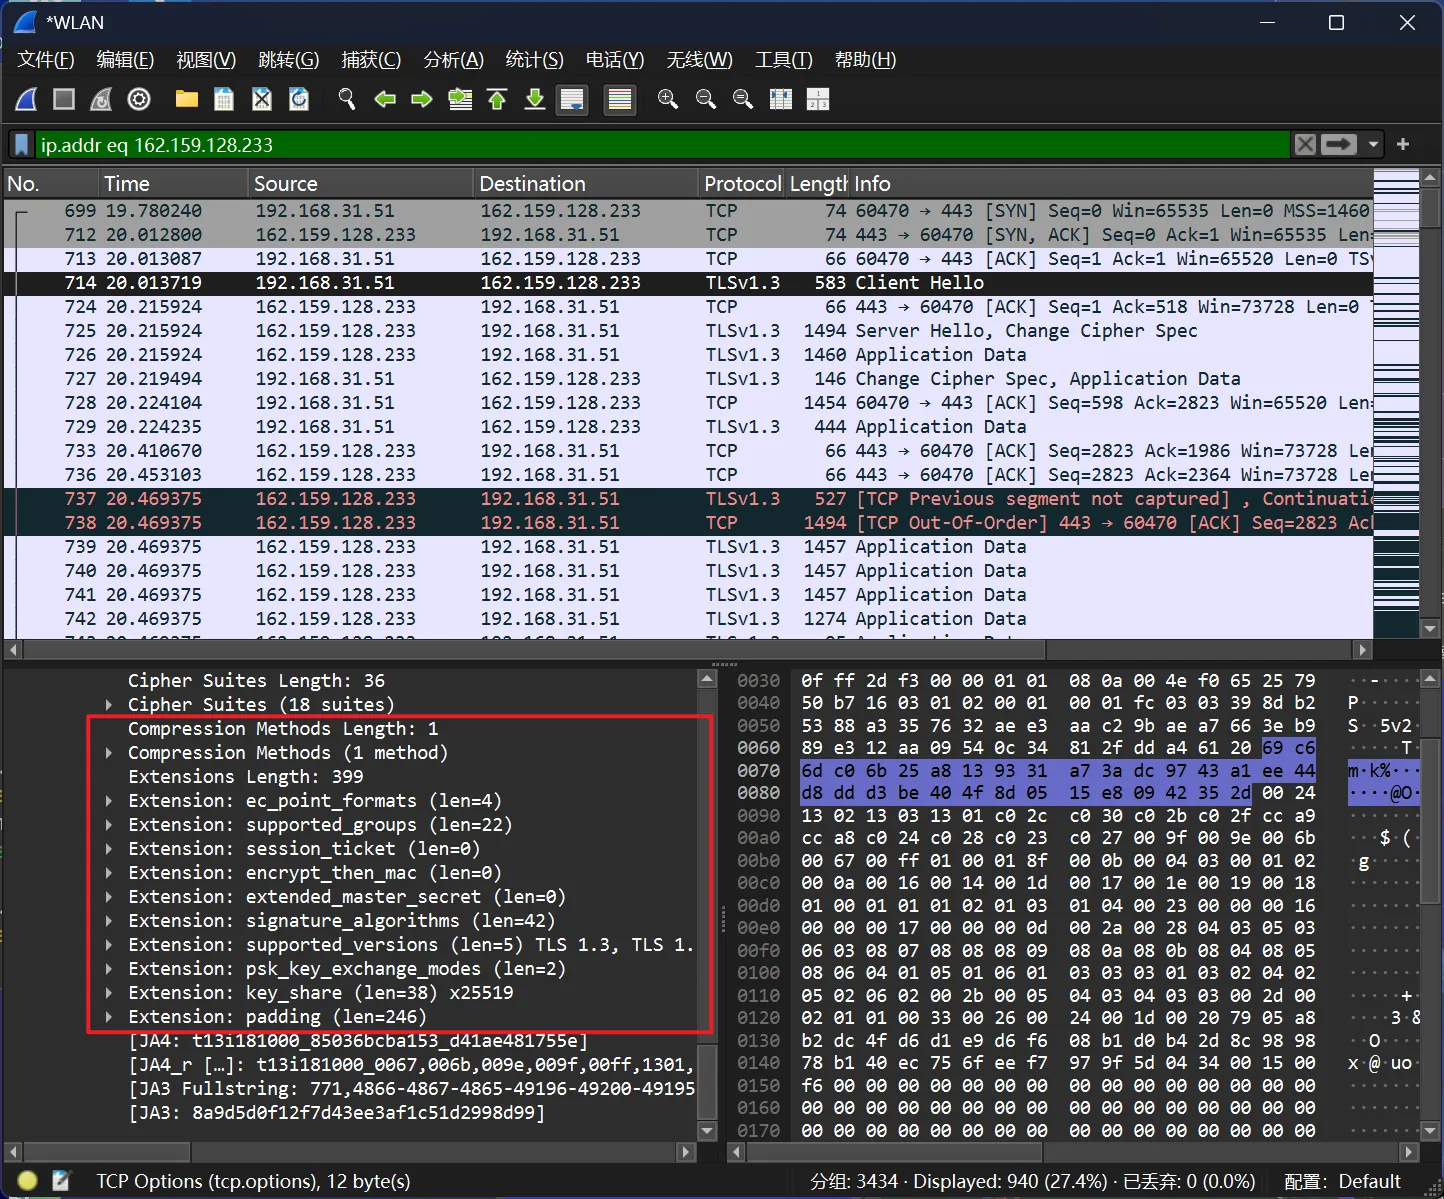 *WLAN
文件(F) 编辑(E) 视图(V) 跳转(G) 捕获(C) 分析(A) 统计(S) 电话(Y) 无线(W) 工具(T) 帮助(H)
ip.addr eq 162.159.128.233
No. Time Source Destination Protocol Length Info
699 19.780240 192.168.31.51 162.159.128.233 TCP 74 60470 → 443 [SYN] Seq=0 Win=65535 Len=0 MSS=1460
712 20.012800 162.159.128.233 192.168.31.51 TCP 74 443 → 60470 [SYN, ACK] Seq=0 Ack=1 Win=65535 Len=
713 20.013087 192.168.31.51 162.159.128.233 TCP 66 60470 → 443 [ACK] Seq=1 Ack=1 Win=65520 Len=0 TSv
714 20.013719 192.168.31.51 162.159.128.233 TLSv1.3 583 Client Hello
724 20.215924 162.159.128.233 192.168.31.51 TCP 66 443 → 60470 [ACK] Seq=1 Ack=518 Win=73728 Len=0
725 20.215924 162.159.128.233 192.168.31.51 TLSv1.3 1494 Server Hello, Change Cipher Spec
726 20.215924 162.159.128.233 192.168.31.51 TLSv1.3 1460 Application Data
727 20.219494 192.168.31.51 162.159.128.233 TLSv1.3 146 Change Cipher Spec, Application Data
728 20.224104 192.168.31.51 162.159.128.233 TCP 1454 60470 → 443 [ACK] Seq=598 Ack=2823 Win=65520 Len=
729 20.224235 192.168.31.51 162.159.128.233 TLSv1.3 444 Application Data
733 20.410670 162.159.128.233 192.168.31.51 TCP 66 443 → 60470 [ACK] Seq=2823 Ack=1986 Win=73728 Le
736 20.453103 162.159.128.233 192.168.31.51 TCP 66 443 → 60470 [ACK] Seq=2823 Ack=2364 Win=73728 Le
737 20.469375 162.159.128.233 192.168.31.51 TLSv1.3 527 [TCP Previous segment not captured] , Continuati
738 20.469375 162.159.128.233 192.168.31.51 TCP 1494 [TCP Out-Of-Order] 443 → 60470 [ACK] Seq=2823 Ac
739 20.469375 162.159.128.233 192.168.31.51 TLSv1.3 1457 Application Data
740 20.469375 162.159.128.233 192.168.31.51 TLSv1.3 1457 Application Data
741 20.469375 162.159.128.233 192.168.31.51 TLSv1.3 1457 Application Data
742 20.469375 162.159.128.233 192.168.31.51 TLSv1.3 1274 Application Data
Cipher Suites Length: 36
Cipher Suites (18 suites)
Compression Methods Length: 1
Compression Methods (1 method)
Extensions Length: 399
Extension: ec_point_formats (len=4)
Extension: supported_groups (len=22)
Extension: session_ticket (len=0)
Extension: encrypt_then_mac (len=0)
Extension: extended_master_secret (len=0)
Extension: signature_algorithms (len=42)
Extension: supported_versions (len=5) TLS 1.3, TLS 1.
Extension: psk_key_exchange_modes (len=2)
Extension: key_share (len=38) x25519
Extension: padding (len=246)
[JA4: t13i181000_85036bcba153_d41ae481755e]
[JA4_r […]: t13i181000_0067,006b,009e,009f,00ff,1301,
[JA3 Fullstring: 771,4866-4867-4865-49196-49200-49195
[JA3: 8a9d5d0f12f7d43ee3af1c51d2998d99]
0030 0f ff 2d f3 00 00 01 01 08 0a 00 4e f0 65 25 79 ··-·····
0040 50 b7 16 03 01 02 00 01 00 01 fc 03 03 39 8d b2 P·······
0050 53 88 a3 35 76 32 ae e3 aa c2 9b ae a7 66 3e b9 S··5v2··
0060 89 e3 12 aa 09 54 0c 34 81 2f dd a4 61 20 69 c6 ·····T
0070 6d c0 6b 25 a8 13 93 31 a7 3a dc 97 43 a1 ee 44 m·k%···
0080 d8 dd d3 be 40 4f 8d 05 15 e8 09 42 35 2d 00 24 ····@O·
0090 13 02 13 03 13 01 c0 2c c0 30 c0 2b c0 2f cc a9 ·······
00a0 cc a8 c0 24 c0 28 c0 23 c0 27 00 9f 00 9e 00 6b ···$·(
00b0 00 67 00 ff 01 00 01 8f 00 0b 00 04 03 00 01 02 ·g·····
00c0 00 0a 00 16 00 14 00 1d 00 17 00 1e 00 19 00 18 ·······
00d0 01 00 01 01 01 02 01 03 01 04 00 23 00 00 00 16 ·······
00e0 00 00 00 17 00 00 00 0d 00 2a 00 28 04 03 05 03 ·······
00f0 06 03 08 07 08 08 08 09 08 0a 08 0b 08 04 08 05 ·······
0100 08 06 04 01 05 01 06 01 03 03 03 01 03 02 04 02 ·······
0110 05 02 06 02 00 2b 00 05 04 03 04 03 03 00 2d 00 ·····+·
0120 02 01 01 00 33 00 26 00 24 00 1d 00 20 79 05 a8 ····3·&
0130 b2 dc 4f d6 d1 e9 d6 f6 08 b1 d0 b4 2d 8c 98 98 ··O····
0140 78 b1 40 ec 75 6f ee f7 97 9f 5d 04 34 00 15 00 x·@·uo·
0150 f6 00 00 00 00 00 00 00 00 00 00 00 00 00 00 00 ·······
0160 00 00 00 00 00 00 00 00 00 00 00 00 00 00 00 00 ·······
0170 00 00 00 00 00 00 00 00 00 00 00 00 00 00 00 00 ·······
TCP Options (tcp.options), 12 byte(s) 分组: 3434 · Displayed: 940 (27.4%) · 已丢弃: 0 (0.0%) 配置: Default